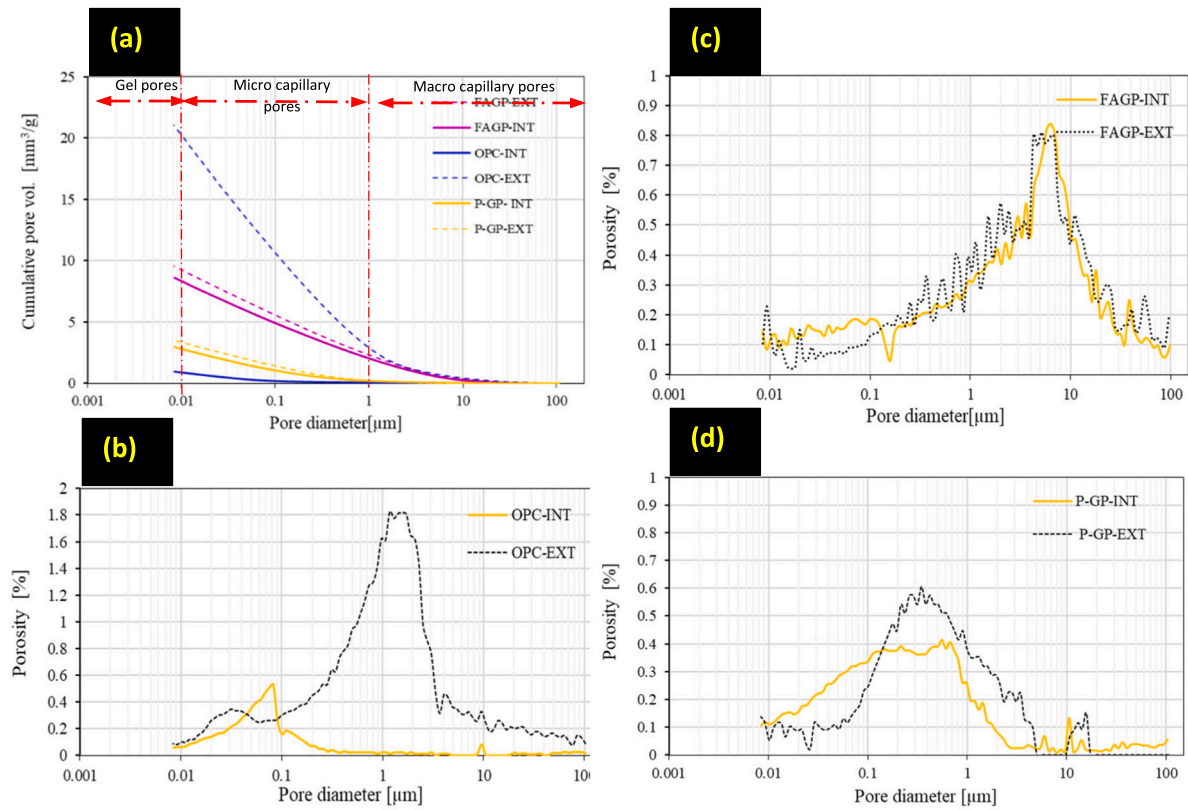 (a)
25
20
15
10
5
0
Cumulative pore vol. [mm³/g]
Gel pores
Micro capillary
pores
Macro capillary pores
FAGP-EXT
FAGP-INT
OPC-INT
OPC-EXT
P-GP- INT
P-GP-EXT
0.001 0.01 0.1 1 10 100
Pore diameter[µm]
(c)
1
0.9
0.8
0.7
0.6
0.5
0.4
0.3
0.2
0.1
0
Porosity [%]
FAGP-INT
FAGP-EXT
0.001 0.01 0.1 1 10 100
Pore diameter [µm]
(b)
2
1.8
1.6
1.4
1.2
1
0.8
0.6
0.4
0.2
0
Porosity [%]
OPC-INT
OPC-EXT
0.001 0.01 0.1 1 10 100
Pore diameter [µm]
(d)
1
0.9
0.8
0.7
0.6
0.5
0.4
0.3
0.2
0.1
0
Porosity [%]
P-GP-INT
P-GP-EXT
0.001 0.01 0.1 1 10 100
Pore diameter [µm]